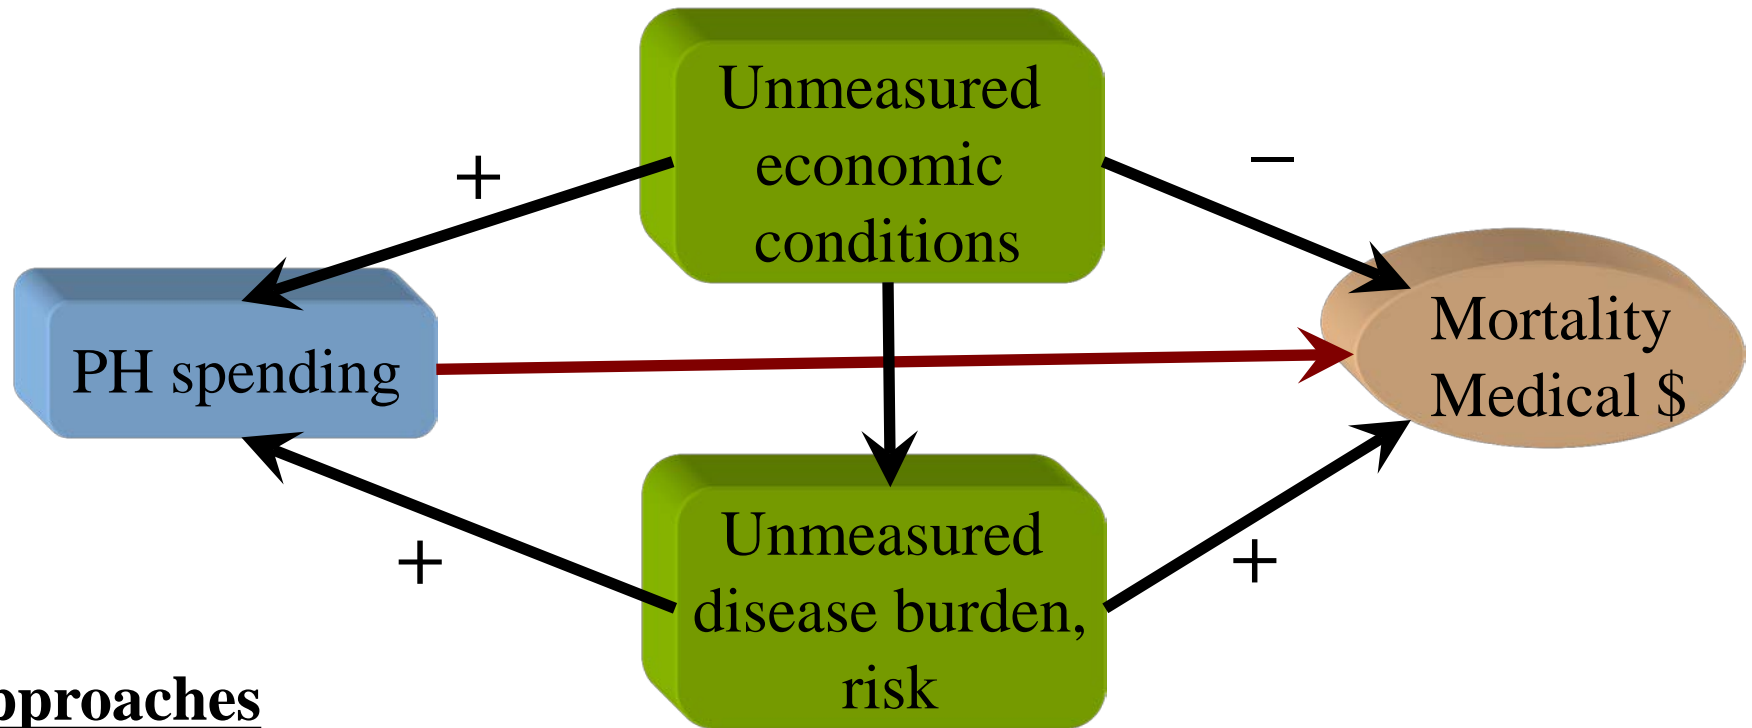 Unmeasured
economic
conditions
+
–
PH spending
Mortality
Medical $
+
+
Unmeasured
disease burden,
risk